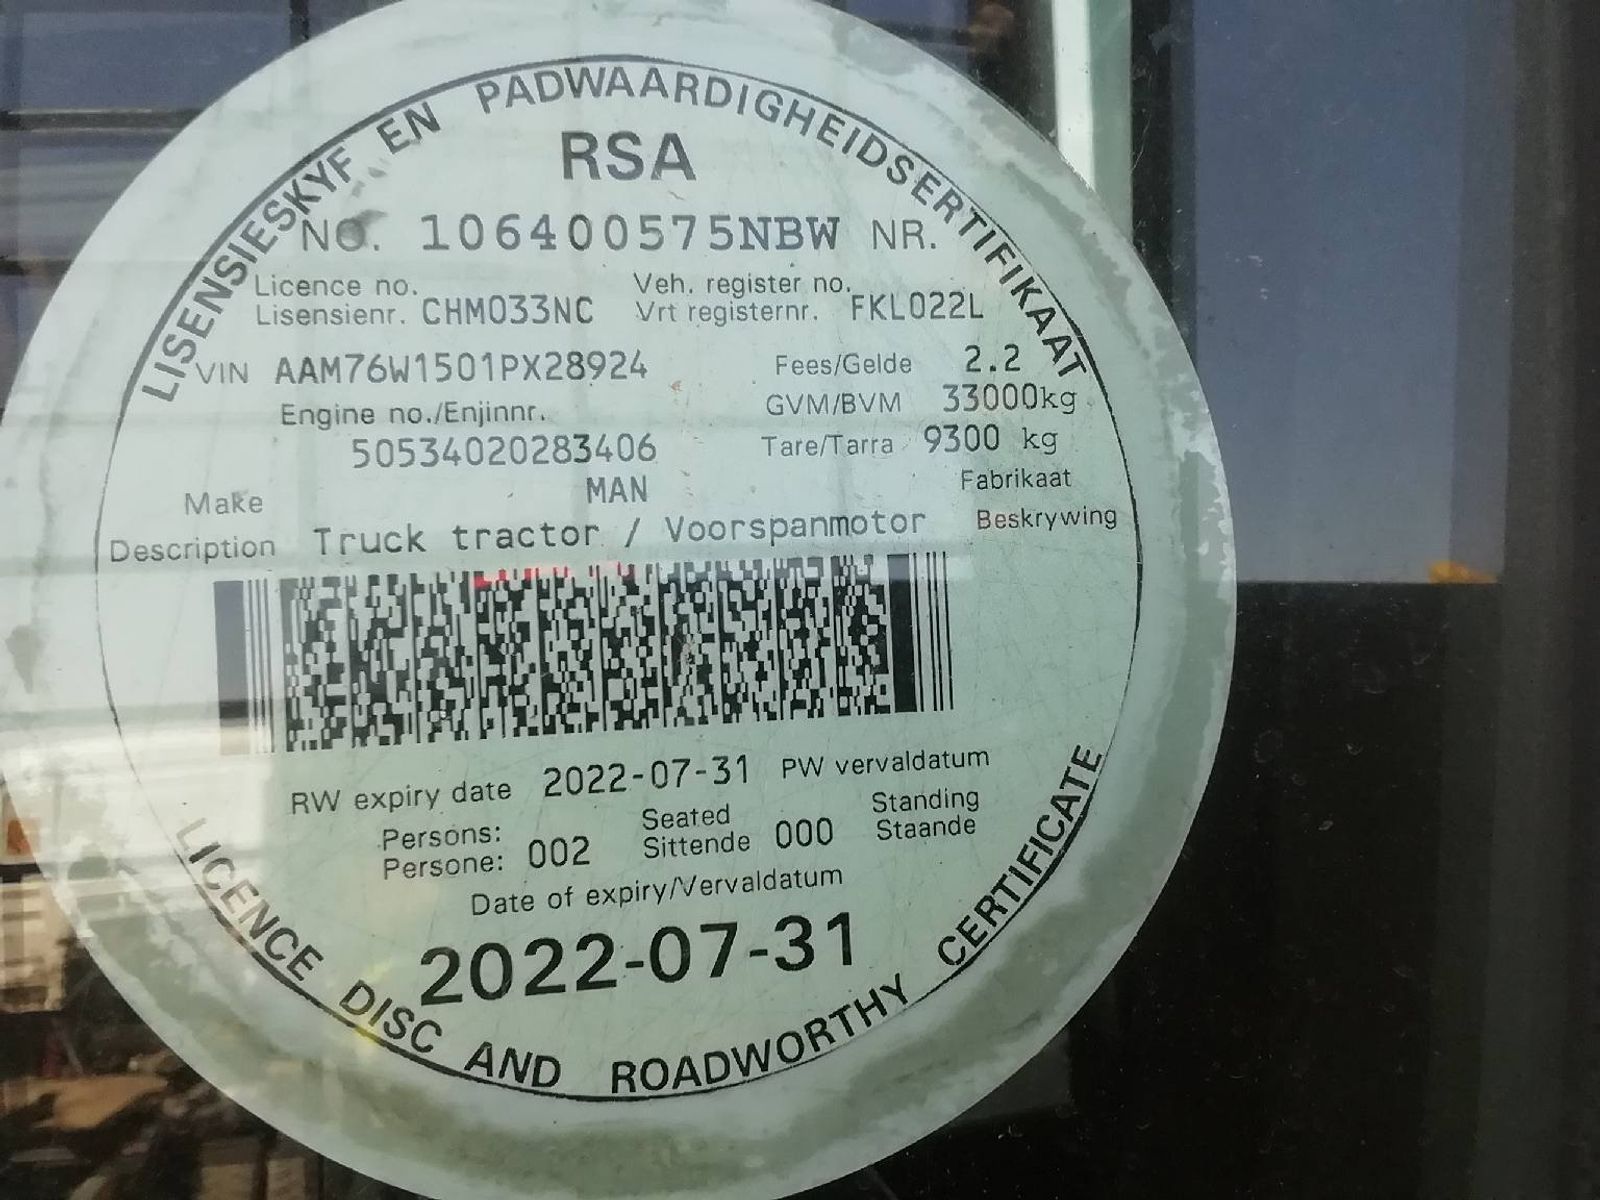 LISENSIESKYF EN PADWAARDIGHEIDSERTIFIKAAT
RSA
NO. 106400575NBW NR.
Licence no. Veh. register no.
Lisensienr. CHM033NC Vrt registernr. FKL022L
VIN AAM76W1501PX28924 Fees/Gelde 2.2
Engine no./Enjinnr. GVM/BVM 33000kg
50534020283406 Tare/Tarra 9300 kg
Make MAN Fabrikaat
Description Truck tractor / Voorspanmotor Beskrywing
RW expiry date 2022-07-31 PW vervaldatum
Persons: Seated Standing
Persone: 002 Sittende 000 Staande
Date of expiry/Vervaldatum
2022-07-31
LICENCE DISC AND ROADWORTHY CERTIFICATE